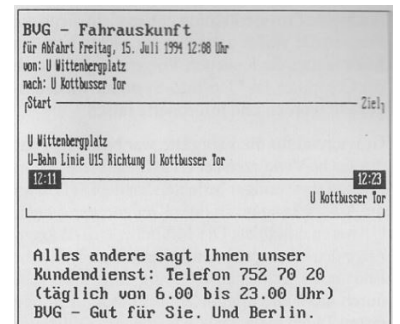 BVG - Fahrauskunft
für Abfahrt Freitag, 15. Juli 1994 12:08 Uhr
von: U Wittenbergplatz
nach: U Kottbusser Tor
Start Ziel
U Wittenbergplatz
U-Bahn Linie U15 Richtung U Kottbusser Tor
12:11 12:23
U Kottbusser Tor
Alles andere sagt Ihnen unser
Kundendienst: Telefon 752 70 20
(täglich von 6.00 bis 23.00 Uhr)
BVG - Gut für Sie. Und Berlin.